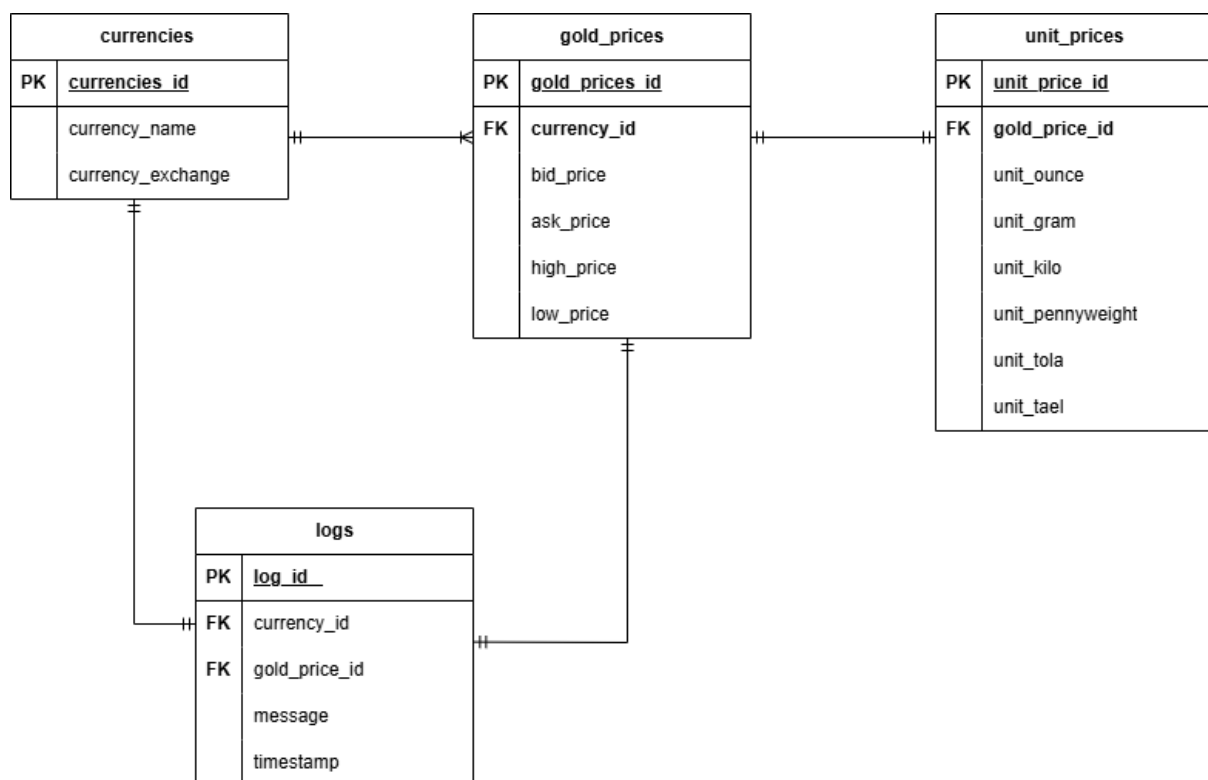 currencies
PK currencies_id
currency_name
currency_exchange
gold_prices
PK gold_prices_id
FK currency_id
bid_price
ask_price
high_price
low_price
unit_prices
PK unit_price_id
FK gold_price_id
unit_ounce
unit_gram
unit_kilo
unit_pennyweight
unit_tola
unit_tael
logs
PK log_id_
FK currency_id
FK gold_price_id
message
timestamp